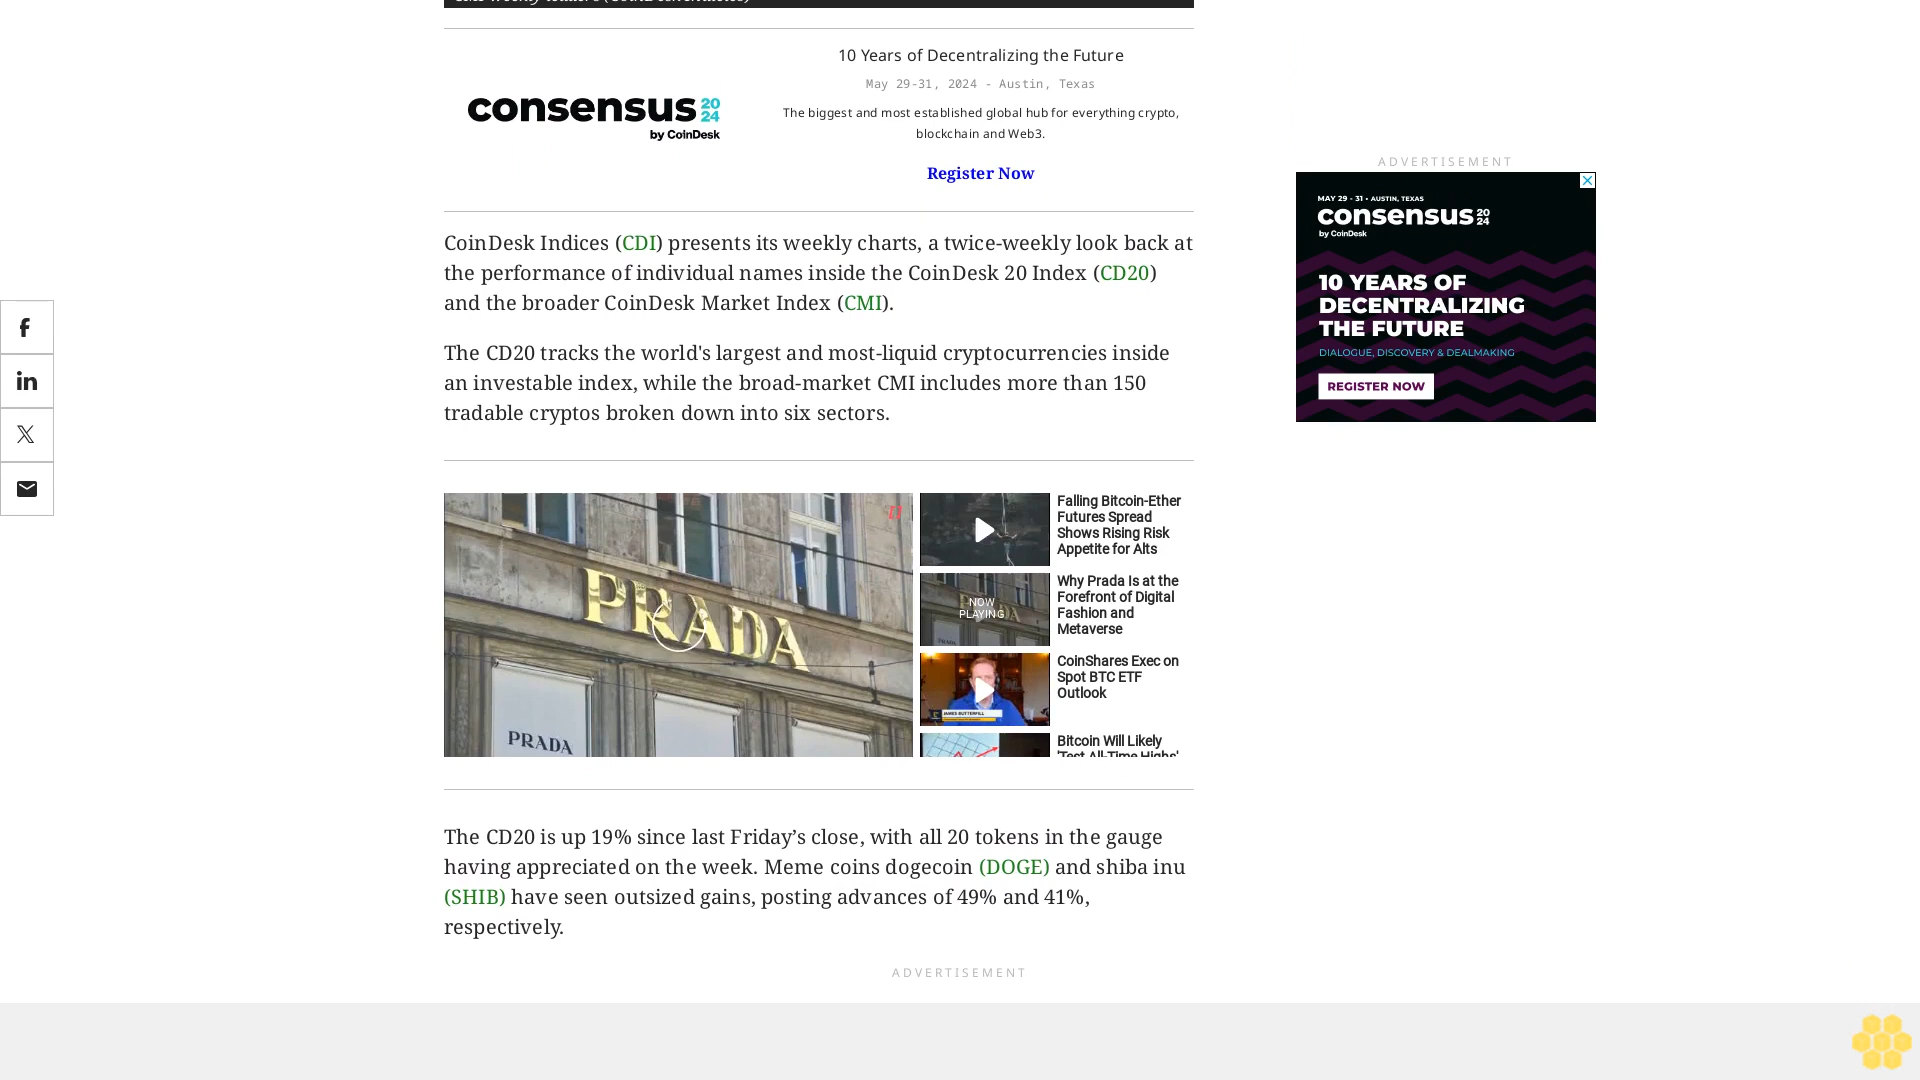 10 Years of Decentralizing the Future
May 29-31, 2024 - Austin, Texas
consensus 2024
by CoinDesk
The biggest and most established global hub for everything crypto,
blockchain and Web3.
Register Now
ADVERTISEMENT
MAY 29 - 31 • AUSTIN, TEXAS
consensus 2024
by CoinDesk
10 YEARS OF
DECENTRALIZING
THE FUTURE
DIALOGUE, DISCOVERY & DEALMAKING
REGISTER NOW
CoinDesk Indices (CDI) presents its weekly charts, a twice-weekly look back at
the performance of individual names inside the CoinDesk 20 Index (CD20)
and the broader CoinDesk Market Index (CMI).
The CD20 tracks the world's largest and most-liquid cryptocurrencies inside
an investable index, while the broad-market CMI includes more than 150
tradable cryptos broken down into six sectors.
PRADA
PRADA
Falling Bitcoin-Ether
Futures Spread
Shows Rising Risk
Appetite for Alts
NOW
PLAYING
Why Prada Is at the
Forefront of Digital
Fashion and
Metaverse
JAMES BUTTERFILL
CoinShares Exec on
Spot BTC ETF
Outlook
Bitcoin Will Likely
'Test All-Time Highs'
The CD20 is up 19% since last Friday’s close, with all 20 tokens in the gauge
having appreciated on the week. Meme coins dogecoin (DOGE) and shiba inu
(SHIB) have seen outsized gains, posting advances of 49% and 41%,
respectively.
ADVERTISEMENT